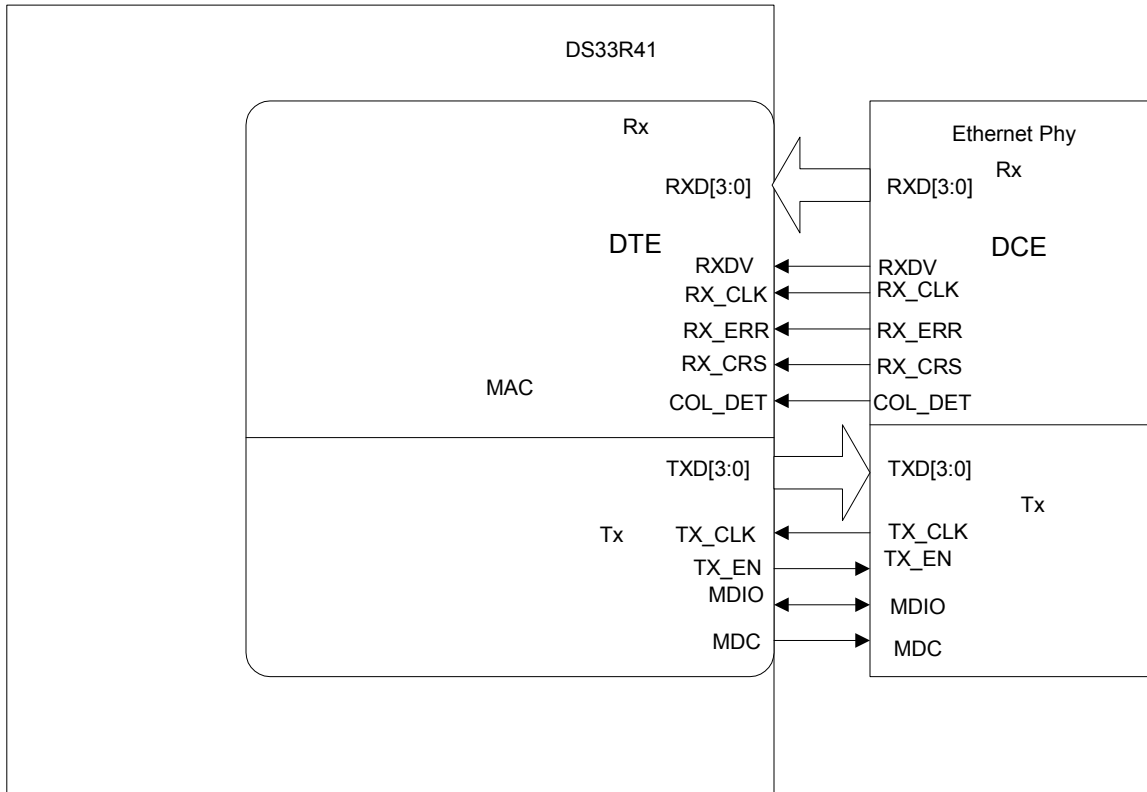 DS33R41
Rx
Ethernet Phy
Rx
RXD[3:0]
RXD[3:0]
DTE
DCE
RXDV
RXDV
RX_CLK
RX_CLK
RX_ERR
RX_ERR
RX_CRS
RX_CRS
MAC
COL_DET
COL_DET
TXD[3:0]
TXD[3:0]
Tx
Tx
TX_CLK
TX_CLK
TX_EN
TX_EN
MDIO
MDIO
MDC
MDC